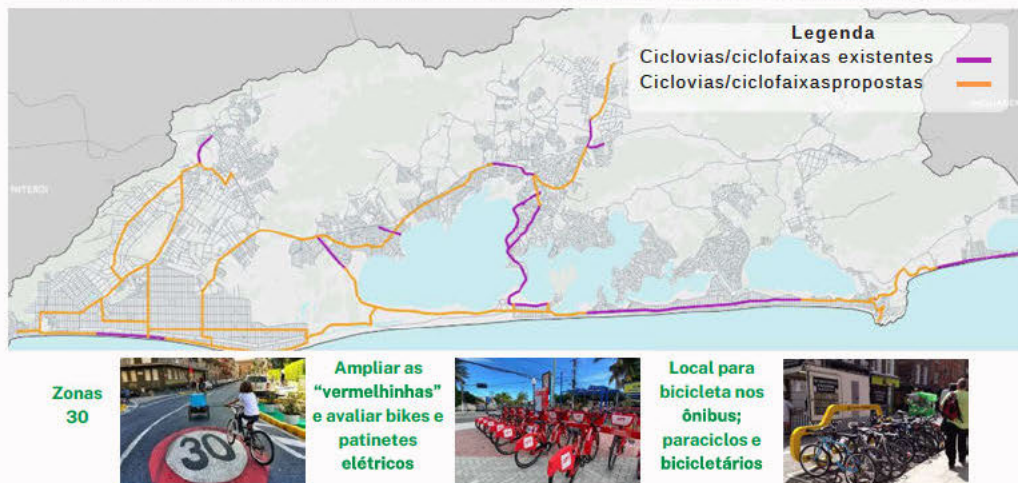 Legenda
Ciclovias/ciclofaixas existentes
Ciclovias/ciclofaixaspropostas
NITERÓI
Zonas
30
30
Ampliar as
“vermelhinhas”
e avaliar bikes e
patinetes
elétricos
Local para
bicicleta nos
ônibus;
paraciclos e
bicicletários